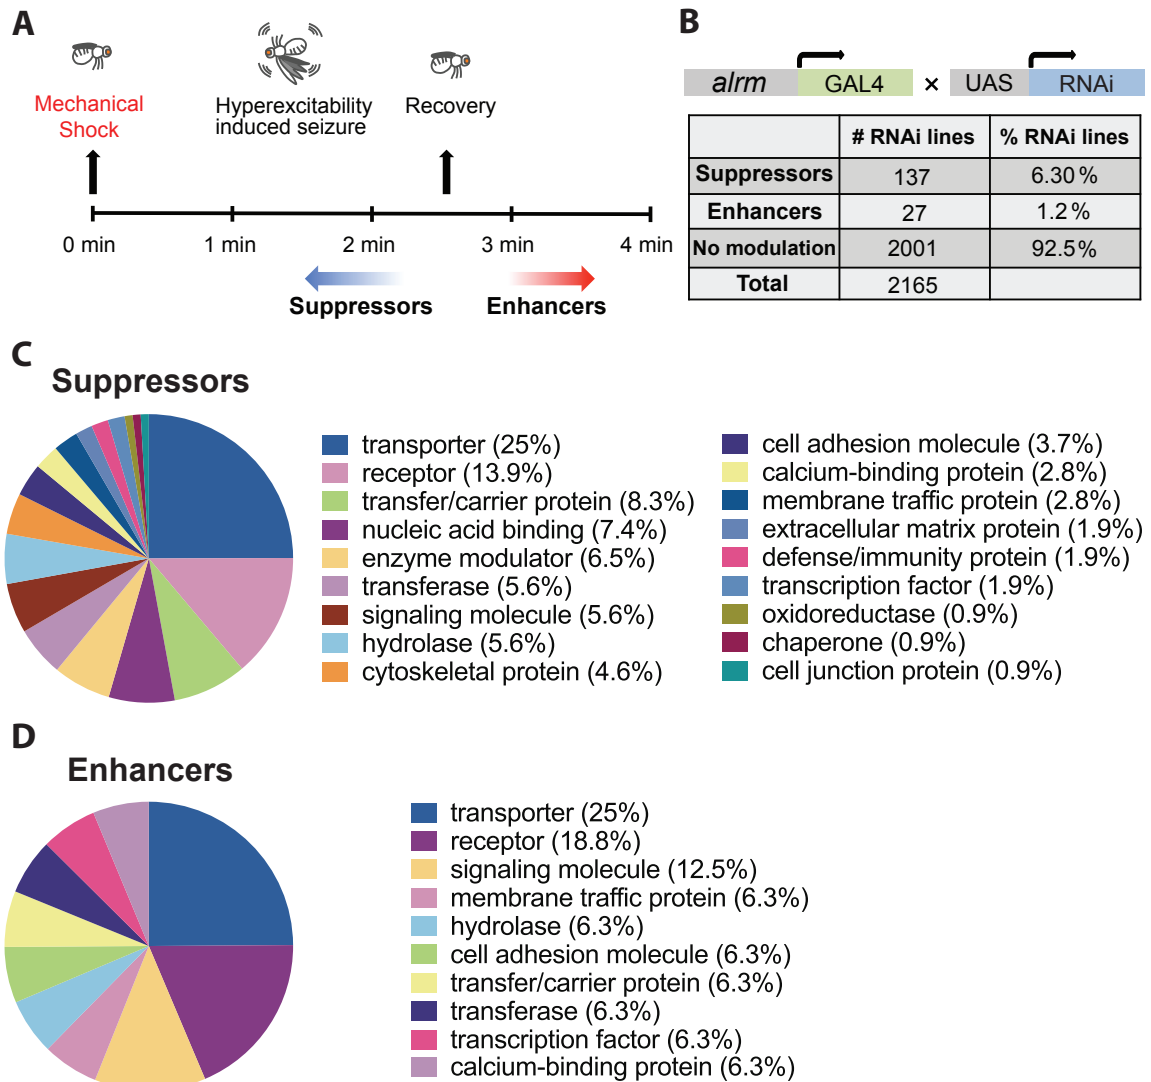 A
Mechanical
Shock
Hyperexcitability
induced seizure
Recovery
0 min
1 min
2 min
3 min
4 min
Suppressors
Enhancers
B
alrm
GAL4
×
UAS
RNAi
# RNAi lines
% RNAi lines
Suppressors
137
6.30 %
Enhancers
27
1.2 %
No modulation
2001
92.5%
Total
2165
C
Suppressors
transporter (25%)
receptor (13.9%)
transfer/carrier protein (8.3%)
nucleic acid binding (7.4%)
enzyme modulator (6.5%)
transferase (5.6%)
signaling molecule (5.6%)
hydrolase (5.6%)
cytoskeletal protein (4.6%)
cell adhesion molecule (3.7%)
calcium-binding protein (2.8%)
membrane traffic protein (2.8%)
extracellular matrix protein (1.9%)
defense/immunity protein (1.9%)
transcription factor (1.9%)
oxidoreductase (0.9%)
chaperone (0.9%)
cell junction protein (0.9%)
D
Enhancers
transporter (25%)
receptor (18.8%)
signaling molecule (12.5%)
membrane traffic protein (6.3%)
hydrolase (6.3%)
cell adhesion molecule (6.3%)
transfer/carrier protein (6.3%)
transferase (6.3%)
transcription factor (6.3%)
calcium-binding protein (6.3%)